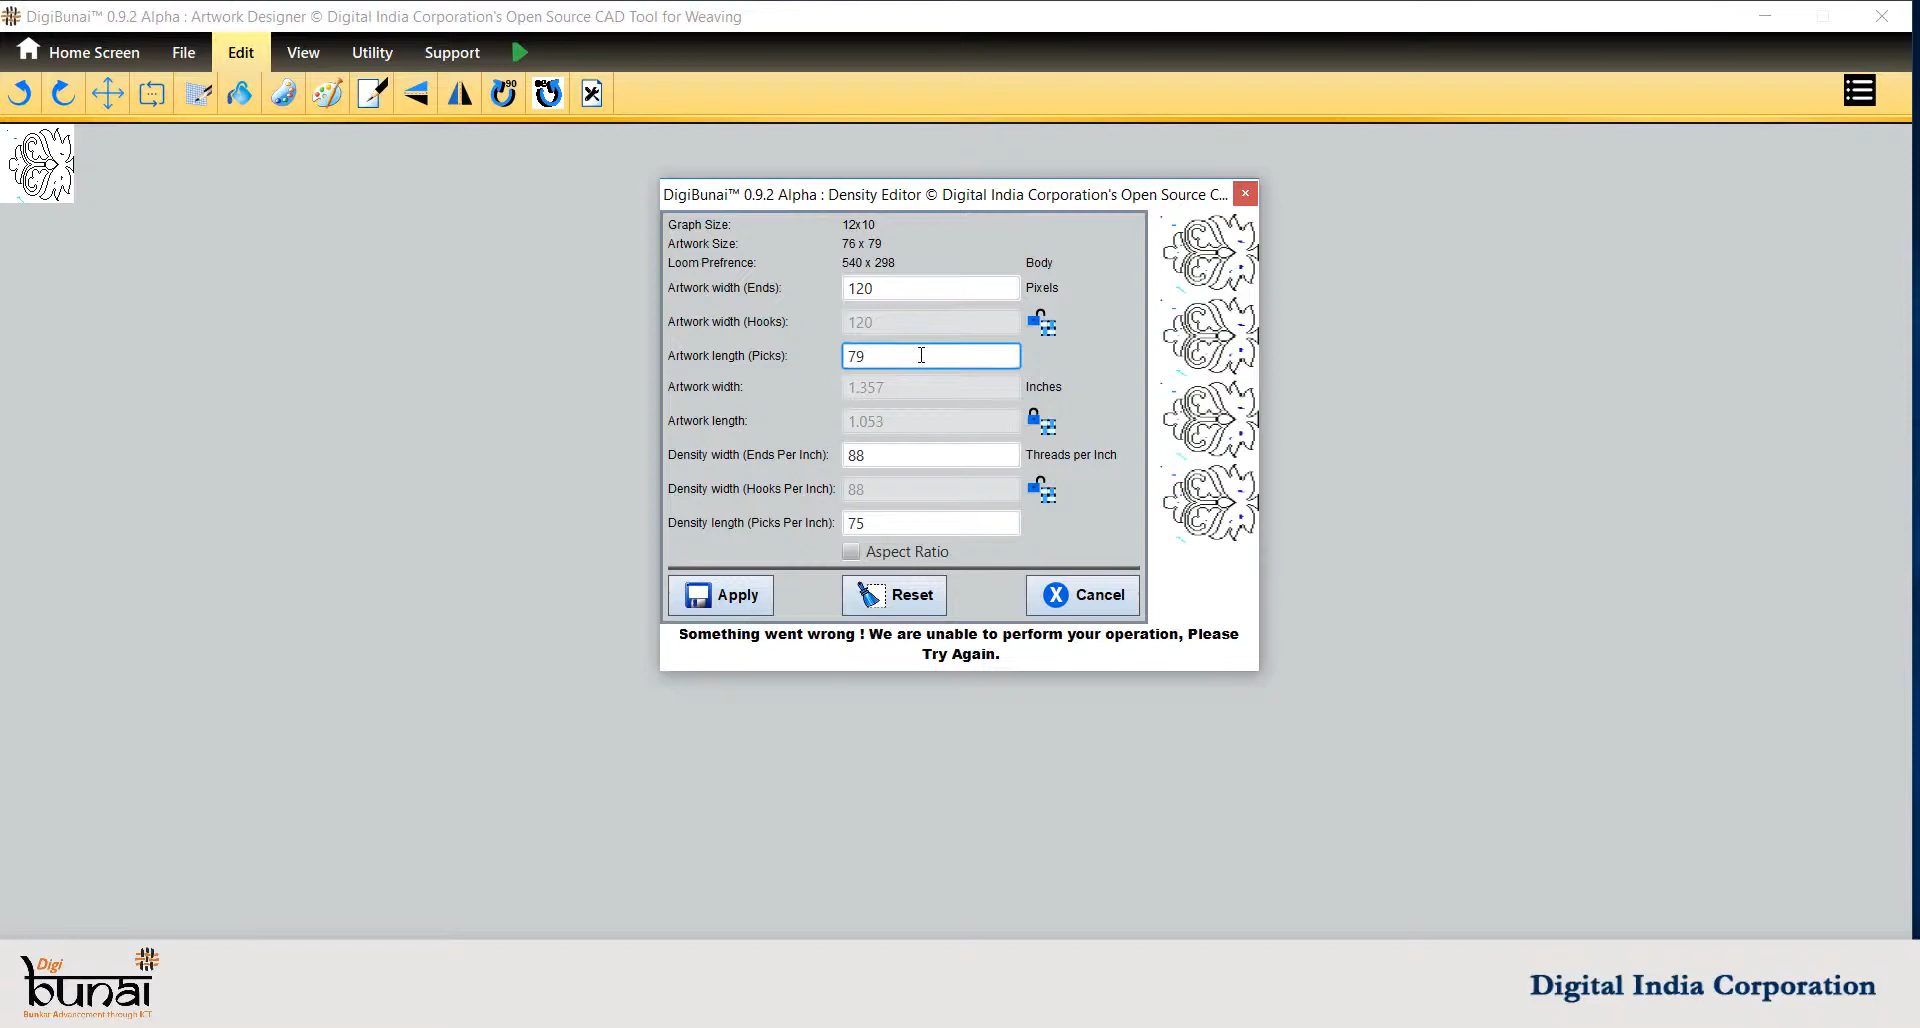 DigiBunai™ 0.9.2 Alpha : Artwork Designer © Digital India Corporation's Open Source CAD Tool for Weaving
Home Screen File Edit View Utility Support
90
DigiBunai™ 0.9.2 Alpha : Density Editor © Digital India Corporation's Open Source C...
Graph Size: 12x10
Artwork Size: 76 x 79
Loom Prefrence: 540 x 298 Body
Artwork width (Ends): 120 Pixels
Artwork width (Hooks): 120
Artwork length (Picks): 79
Artwork width: 1.357 Inches
Artwork length: 1.053
Density width (Ends Per Inch): 88 Threads per Inch
Density width (Hooks Per Inch): 88
Density length (Picks Per Inch): 75
Aspect Ratio
Apply Reset X Cancel
Something went wrong ! We are unable to perform your operation, Please
Try Again.
Digi
bunai
Bunkar Advancement through ICT
Digital India Corporation